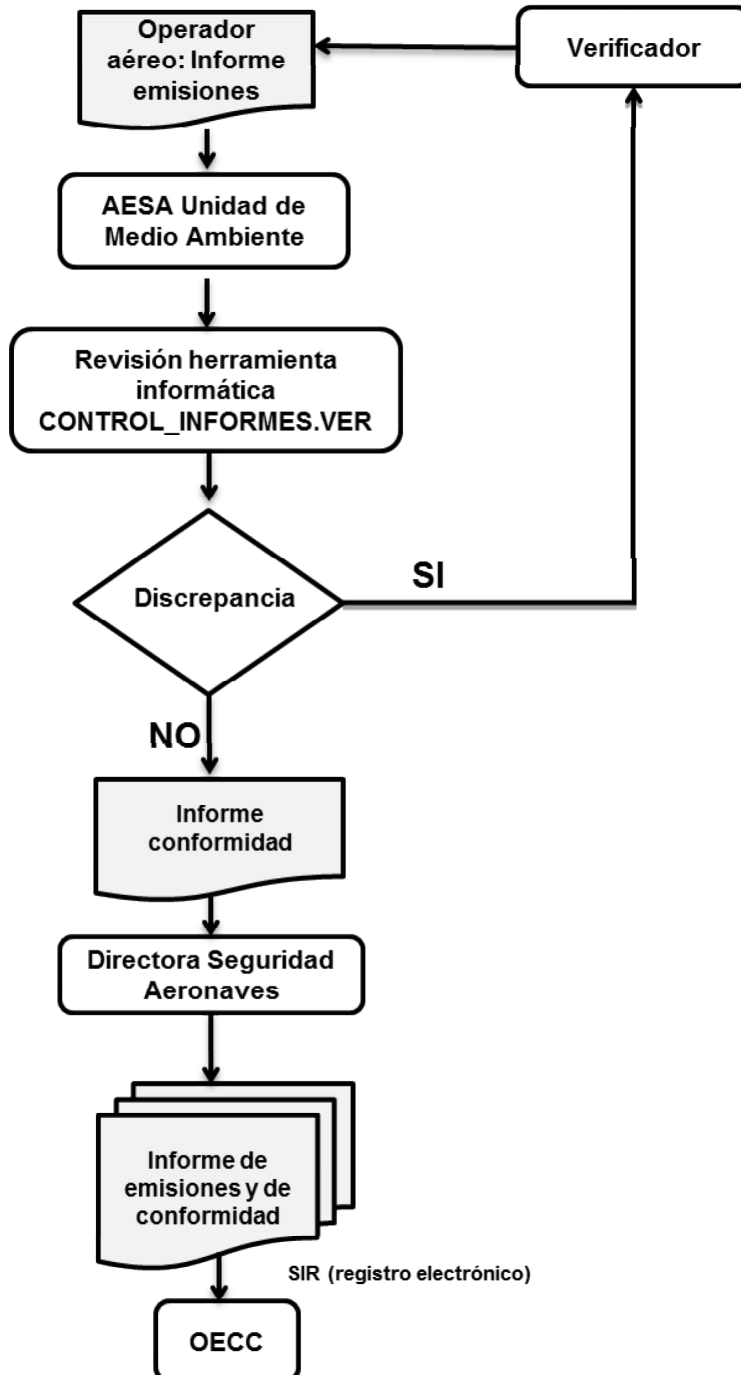 Operador
aéreo: Informe
emisiones
Verificador
AESA Unidad de
Medio Ambiente
Revisión herramienta
informática
CONTROL_INFORMES.VER
Discrepancia
SI
NO
Informe
conformidad
Directora Seguridad
Aeronaves
Informe de
emisiones y de
conformidad
SIR (registro electrónico)
OECC